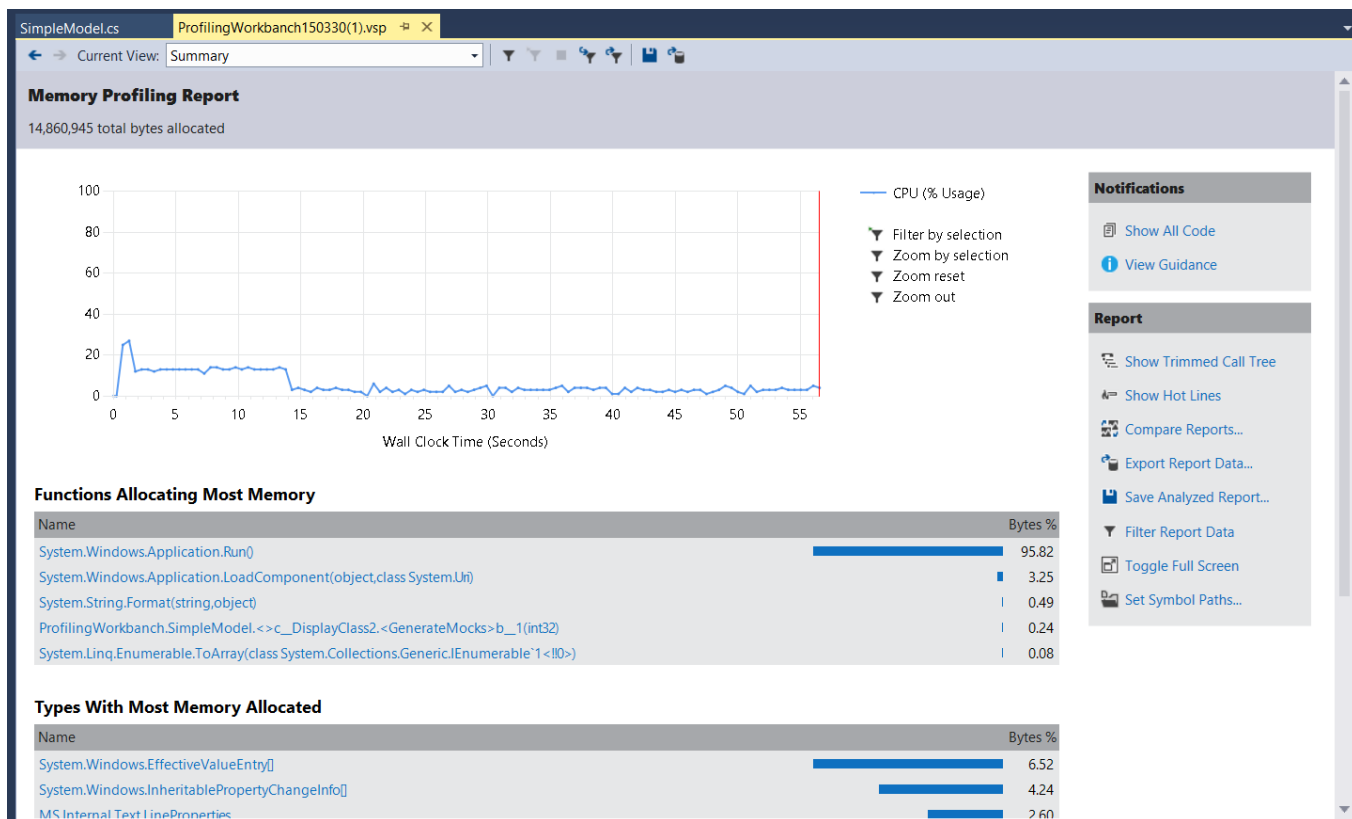 SimpleModel.cs
ProfilingWorkbanch150330(1).vsp
Current View: Summary
Memory Profiling Report
14,860,945 total bytes allocated
100
80
60
40
20
0
0 5 10 15 20 25 30 35 40 45 50 55
Wall Clock Time (Seconds)
CPU (% Usage)
Filter by selection
Zoom by selection
Zoom reset
Zoom out
Notifications
Show All Code
View Guidance
Report
Show Trimmed Call Tree
Show Hot Lines
Compare Reports...
Export Report Data...
Save Analyzed Report...
Filter Report Data
Toggle Full Screen
Set Symbol Paths...
Functions Allocating Most Memory
Name Bytes %
System.Windows.Application.Run() 95.82
System.Windows.Application.LoadComponent(object,class System.Uri) 3.25
System.String.Format(string,object) 0.49
ProfilingWorkbanch.SimpleModel.<>c__DisplayClass2.<GenerateMocks>b__1(int32) 0.24
System.Linq.Enumerable.ToArray(class System.Collections.Generic.IEnumerable`1<!!0>) 0.08
Types With Most Memory Allocated
Name Bytes %
System.Windows.EffectiveValueEntry[] 6.52
System.Windows.InheritablePropertyChangeInfo[] 4.24
MS.Internal.Text.LineProperties 2.60